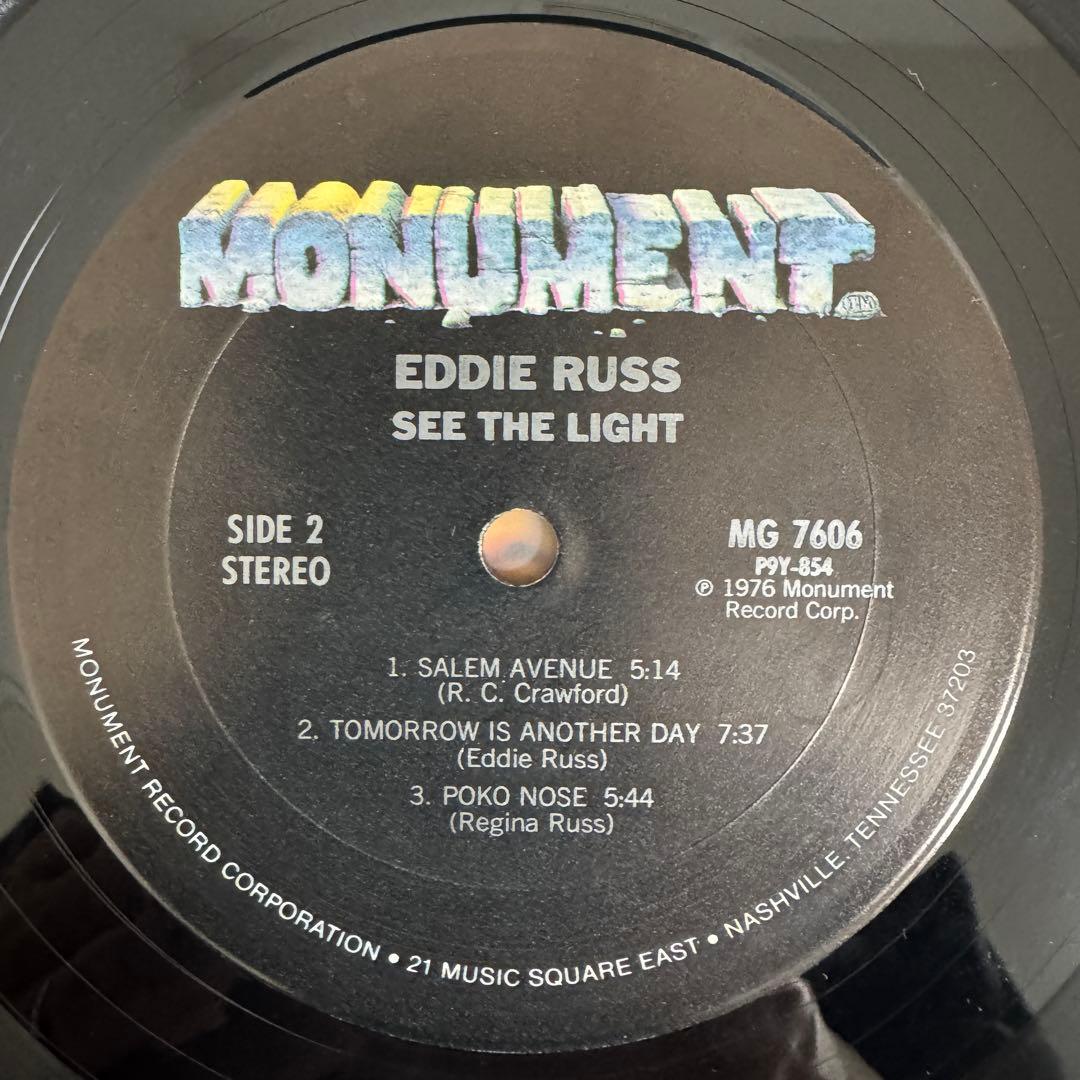 MONUMENT TM
EDDIE RUSS
SEE THE LIGHT
SIDE 2
STEREO
MG 7606
P9Y-854
℗ 1976 Monument
Record Corp.
1. SALEM AVENUE 5:14
(R. C. Crawford)
2. TOMORROW IS ANOTHER DAY 7:37
(Eddie Russ)
3. POKO NOSE 5:44
(Regina Russ)
MONUMENT RECORD CORPORATION • 21 MUSIC SQUARE EAST • NASHVILLE, TENNESSEE 37203